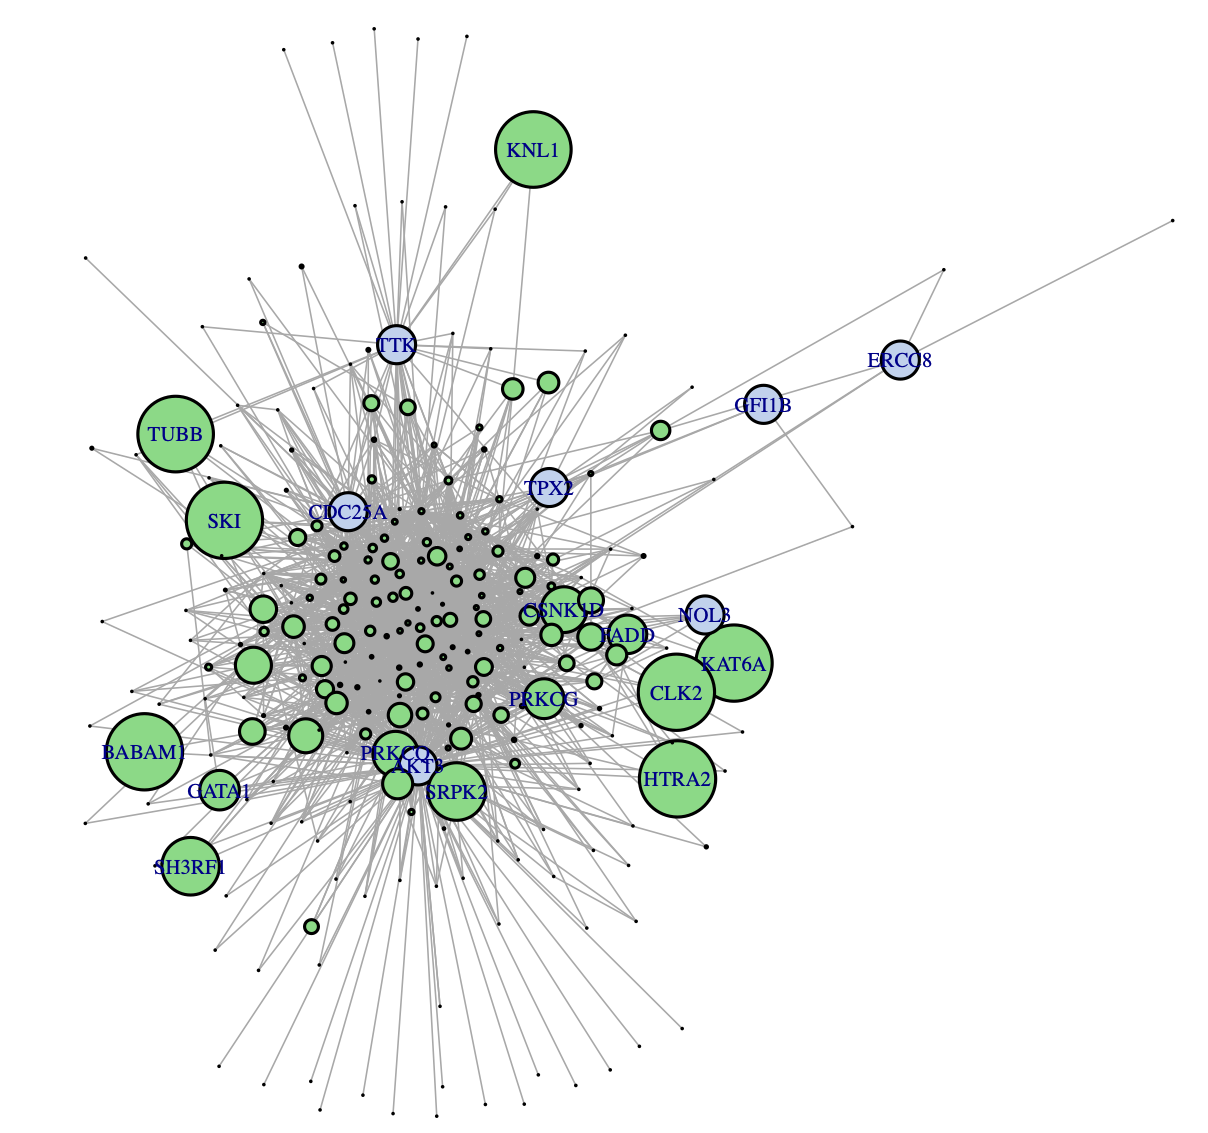 KNL1
TTK
ERCC8
GFI1B
TUBB
TPX2
CDC25A
SKI
CSNK1D
NOL3
FADD
KAT6A
CLK2
PRKCG
BABAM1
PRKCQ
AKT3
HTRA2
GATA1
SRPK2
SH3RF1